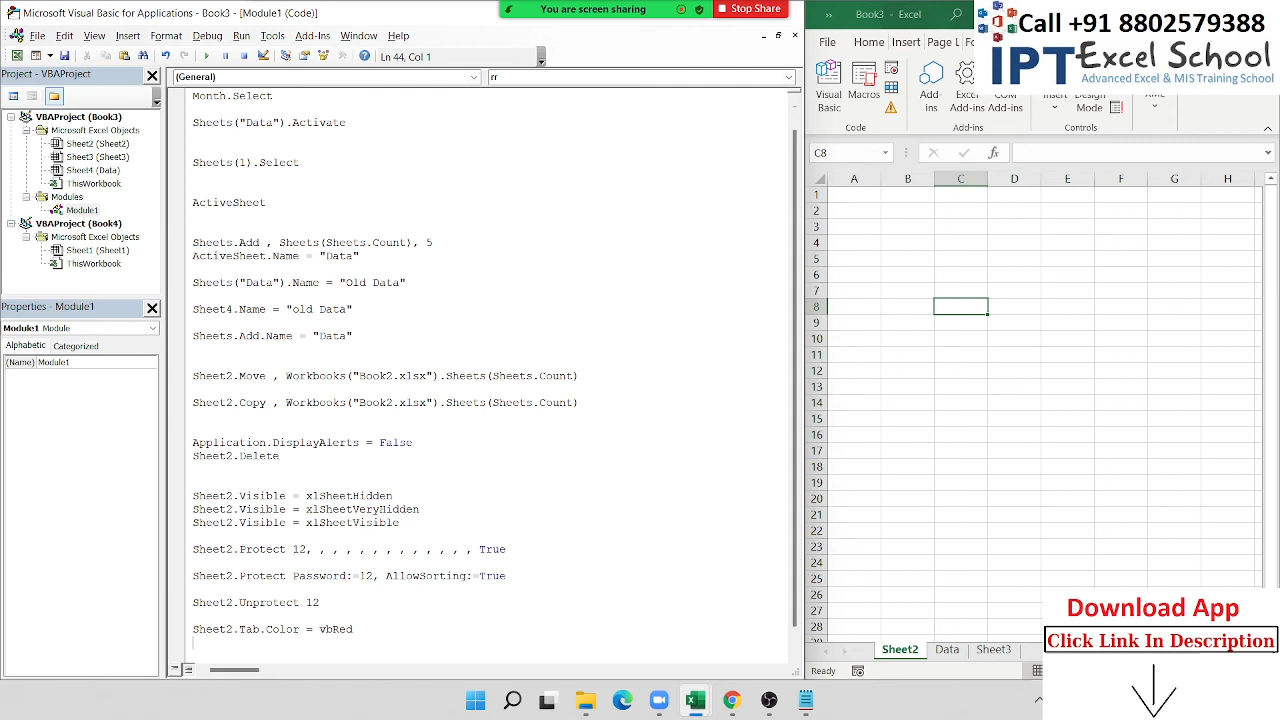 Microsoft Visual Basic for Applications - Book3 - [Module1 (Code)]
You are screen sharing
Stop Share
File Edit View Insert Format Debug Run Tools Add-Ins Window Help
Ln 44, Col 1
Project - VBAProject
VBAProject (Book3)
Microsoft Excel Objects
Sheet2 (Sheet2)
Sheet3 (Sheet3)
Sheet4 (Data)
ThisWorkbook
Modules
Module1
VBAProject (Book4)
Microsoft Excel Objects
Sheet1 (Sheet1)
ThisWorkbook
Properties - Module1
Module1 Module
Alphabetic Categorized
(Name) Module1
(General)
rr
Month.Select
Sheets("Data").Activate
Sheets(1).Select
ActiveSheet
Sheets.Add , Sheets(Sheets.Count), 5
ActiveSheet.Name = "Data"
Sheets("Data").Name = "Old Data"
Sheet4.Name = "old Data"
Sheets.Add.Name = "Data"
Sheet2.Move , Workbooks("Book2.xlsx").Sheets(Sheets.Count)
Sheet2.Copy , Workbooks("Book2.xlsx").Sheets(Sheets.Count)
Application.DisplayAlerts = False
Sheet2.Delete
Sheet2.Visible = xlSheetHidden
Sheet2.Visible = xlSheetVeryHidden
Sheet2.Visible = xlSheetVisible
Sheet2.Protect 12, , , , , , , , , , , , , True
Sheet2.Protect Password:=12, AllowSorting:=True
Sheet2.Unprotect 12
Sheet2.Tab.Color = vbRed
Book3 - Excel
File Home Insert Page L
Visual Basic
Macros
Code
Add-ins
Excel Add-ins
COM Add-ins
Add-ins
Insert
Design Mode
Controls
Call +91 8802579388
IPT Excel School
Advanced Excel & MIS Training School
C8
fx
A B C D E F G H
1
2
3
4
5
6
7
8
9
10
11
12
13
14
15
16
17
18
19
20
21
22
23
24
25
26
27
28
Sheet2 Data Sheet3
Ready
Download App
Click Link In Description